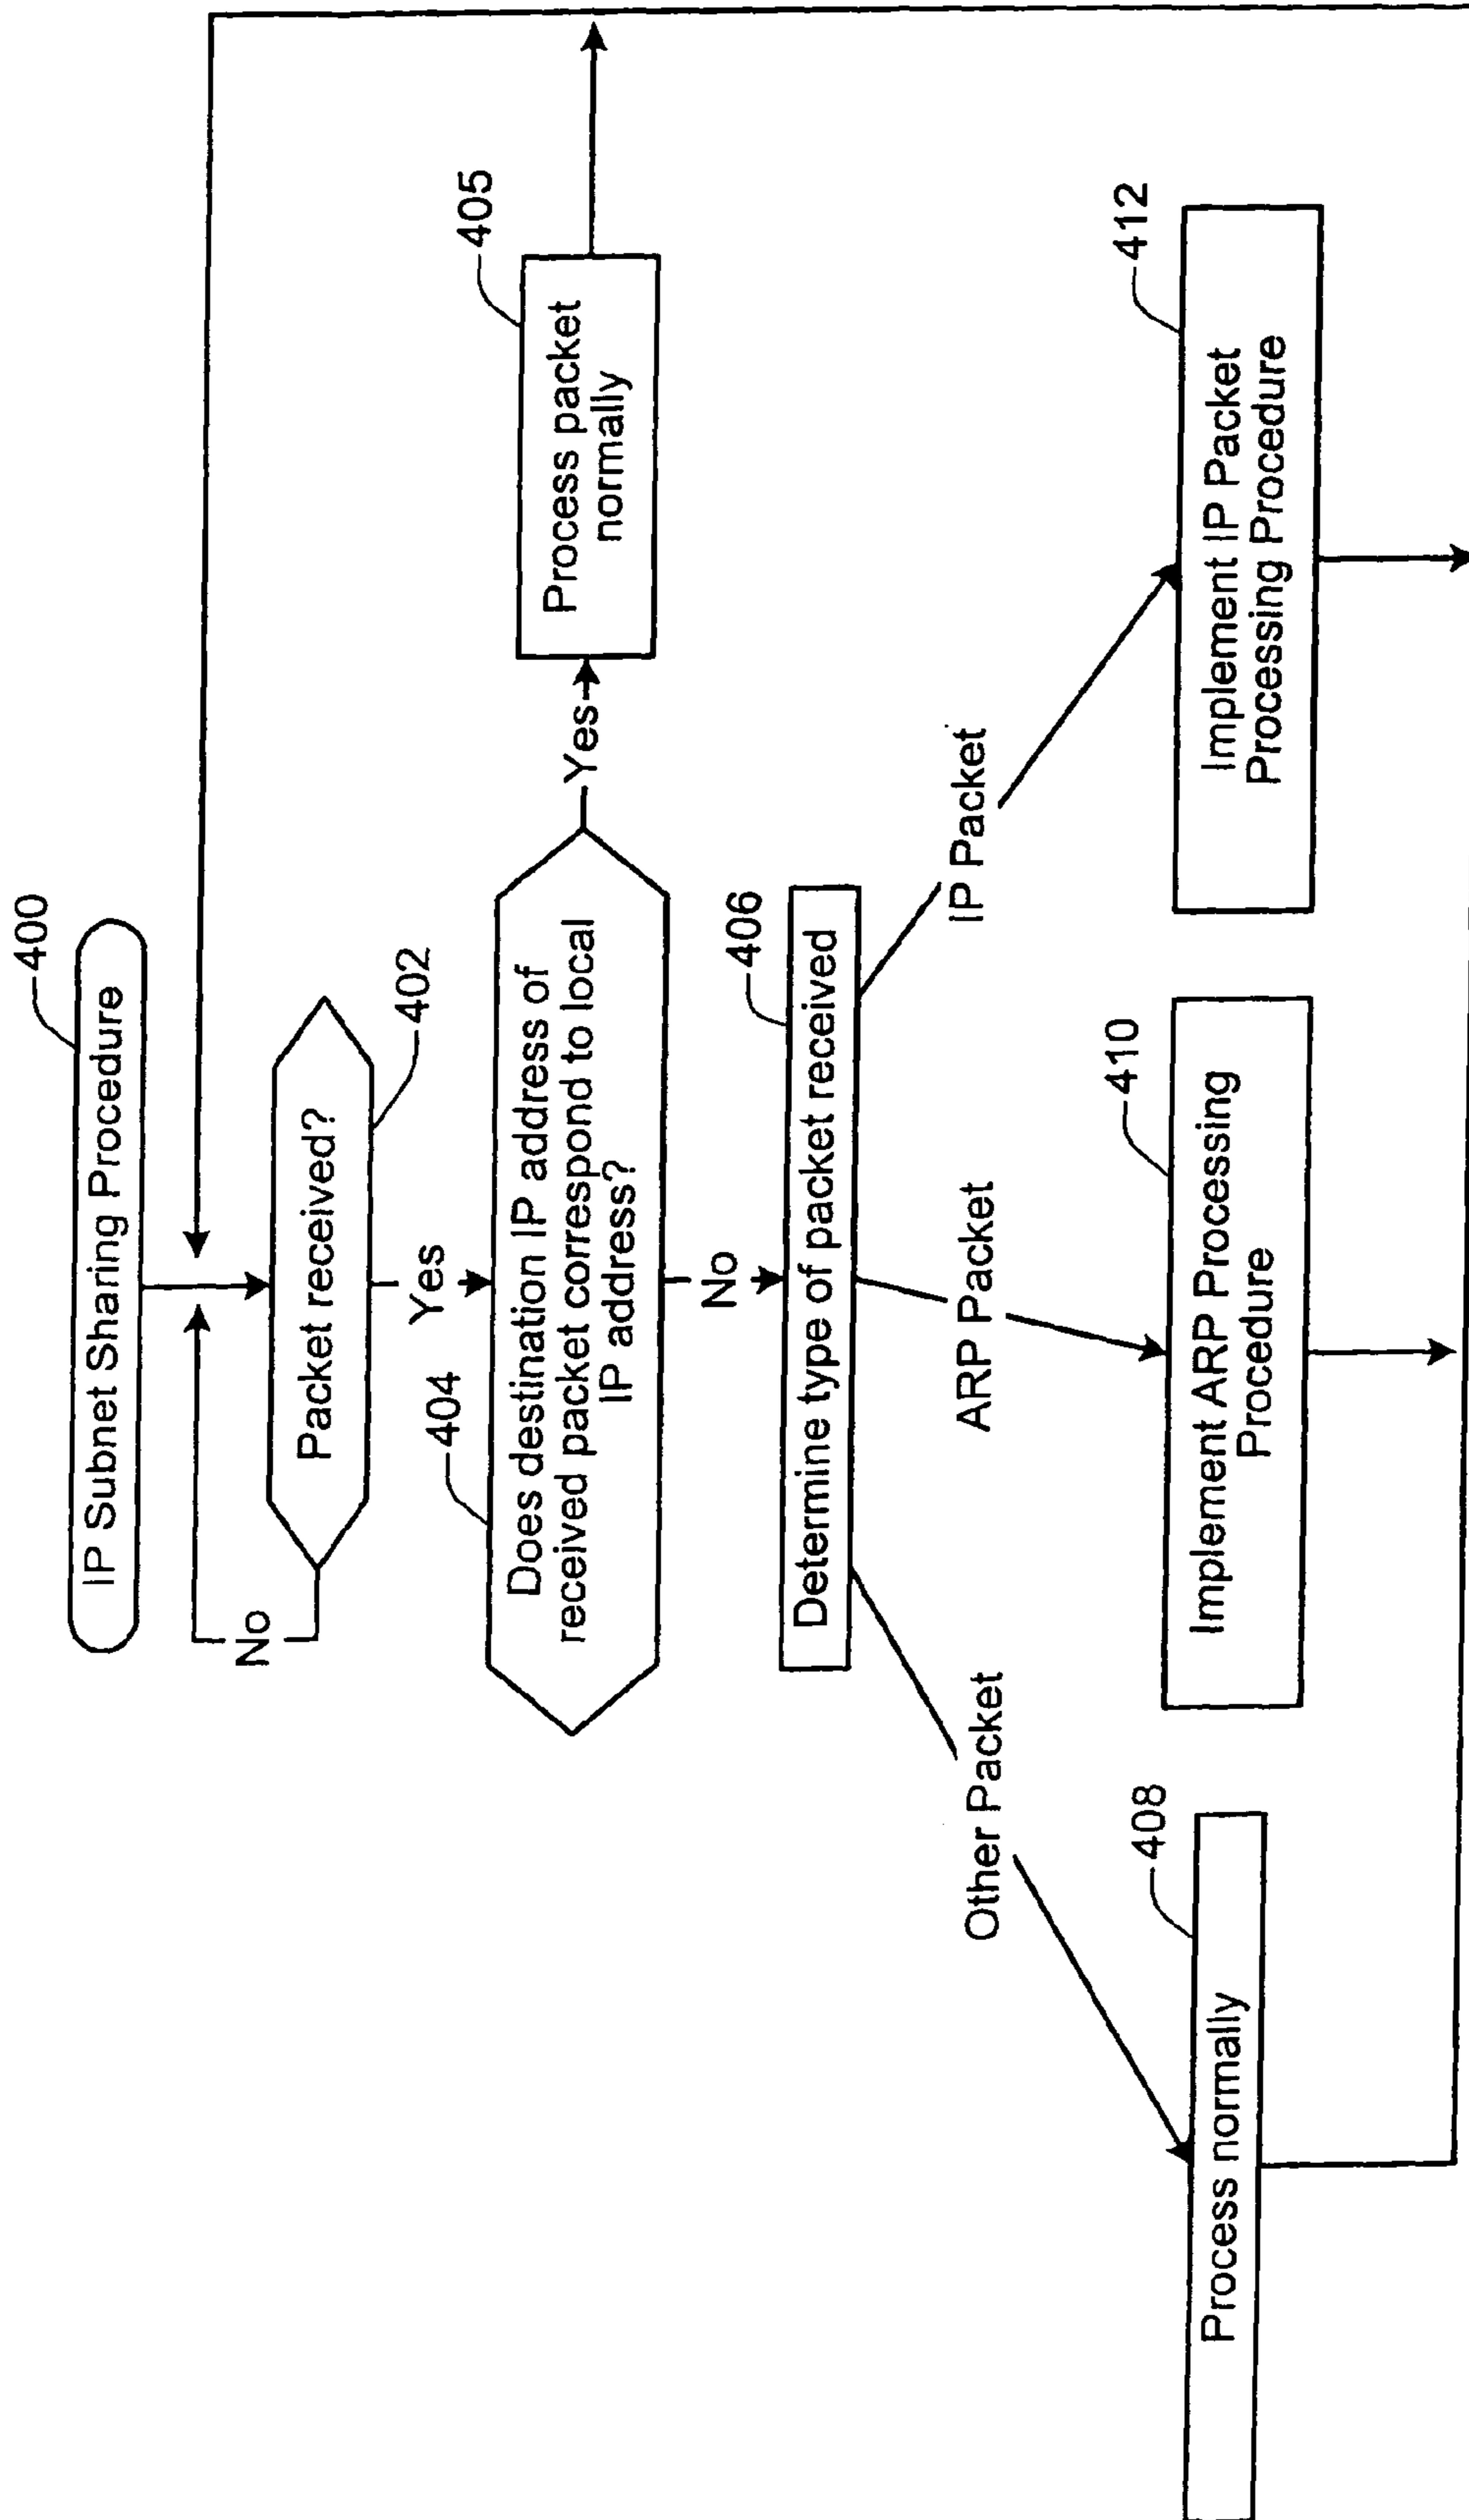 400
IP Subnet Sharing Procedure
No
Packet received?
402
Yes
404
Does destination IP address of
received packet correspond to local
IP address?
Yes
405
Process packet
normally
No
406
Determine type of packet received
Other Packet
ARP Packet
IP Packet
408
Process normally
410
Implement ARP Processing
Procedure
412
Implement IP Packet
Processing Procedure